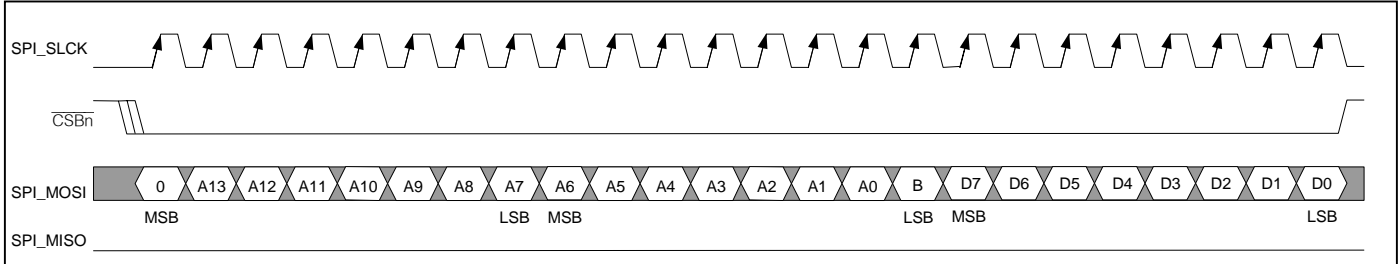 SPI_SLCK
CSBn
SPI_MOSI 0 A13 A12 A11 A10 A9 A8 A7 A6 A5 A4 A3 A2 A1 A0 B D7 D6 D5 D4 D3 D2 D1 D0
MSB LSB MSB LSB MSB LSB
SPI_MISO